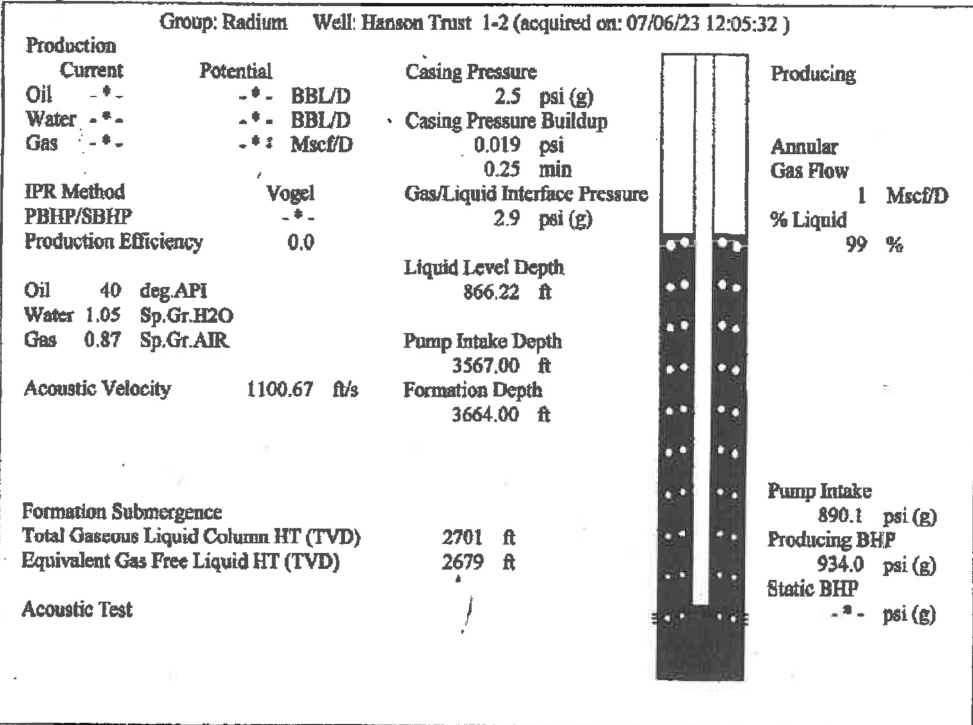 Group: Radium Well: Hanson Trust 1-2 (acquired on: 07/06/23 12:05:32 )
Production
Current Potential
Oil -*- -*- BBL/D
Water -*- -*- BBL/D
Gas -*- -*- Mscf/D
IPR Method Vogel
PBHP/SBHP -*-
Production Efficiency 0.0
Oil 40 deg.API
Water 1.05 Sp.Gr.H2O
Gas 0.87 Sp.Gr.AIR
Acoustic Velocity 1100.67 ft/s
Formation Submergence
Total Gaseous Liquid Column HT (TVD) 2701 ft
Equivalent Gas Free Liquid HT (TVD) 2679 ft
Acoustic Test
Casing Pressure
2.5 psi (g)
Casing Pressure Buildup
0.019 psi
0.25 min
Gas/Liquid Interface Pressure
2.9 psi (g)
Liquid Level Depth
866.22 ft
Pump Intake Depth
3567.00 ft
Formation Depth
3664.00 ft
Producing
Annular
Gas Flow
1 Mscf/D
% Liquid
99 %
Pump Intake
890.1 psi (g)
Producing BHP
934.0 psi (g)
Static BHP
-*- psi (g)